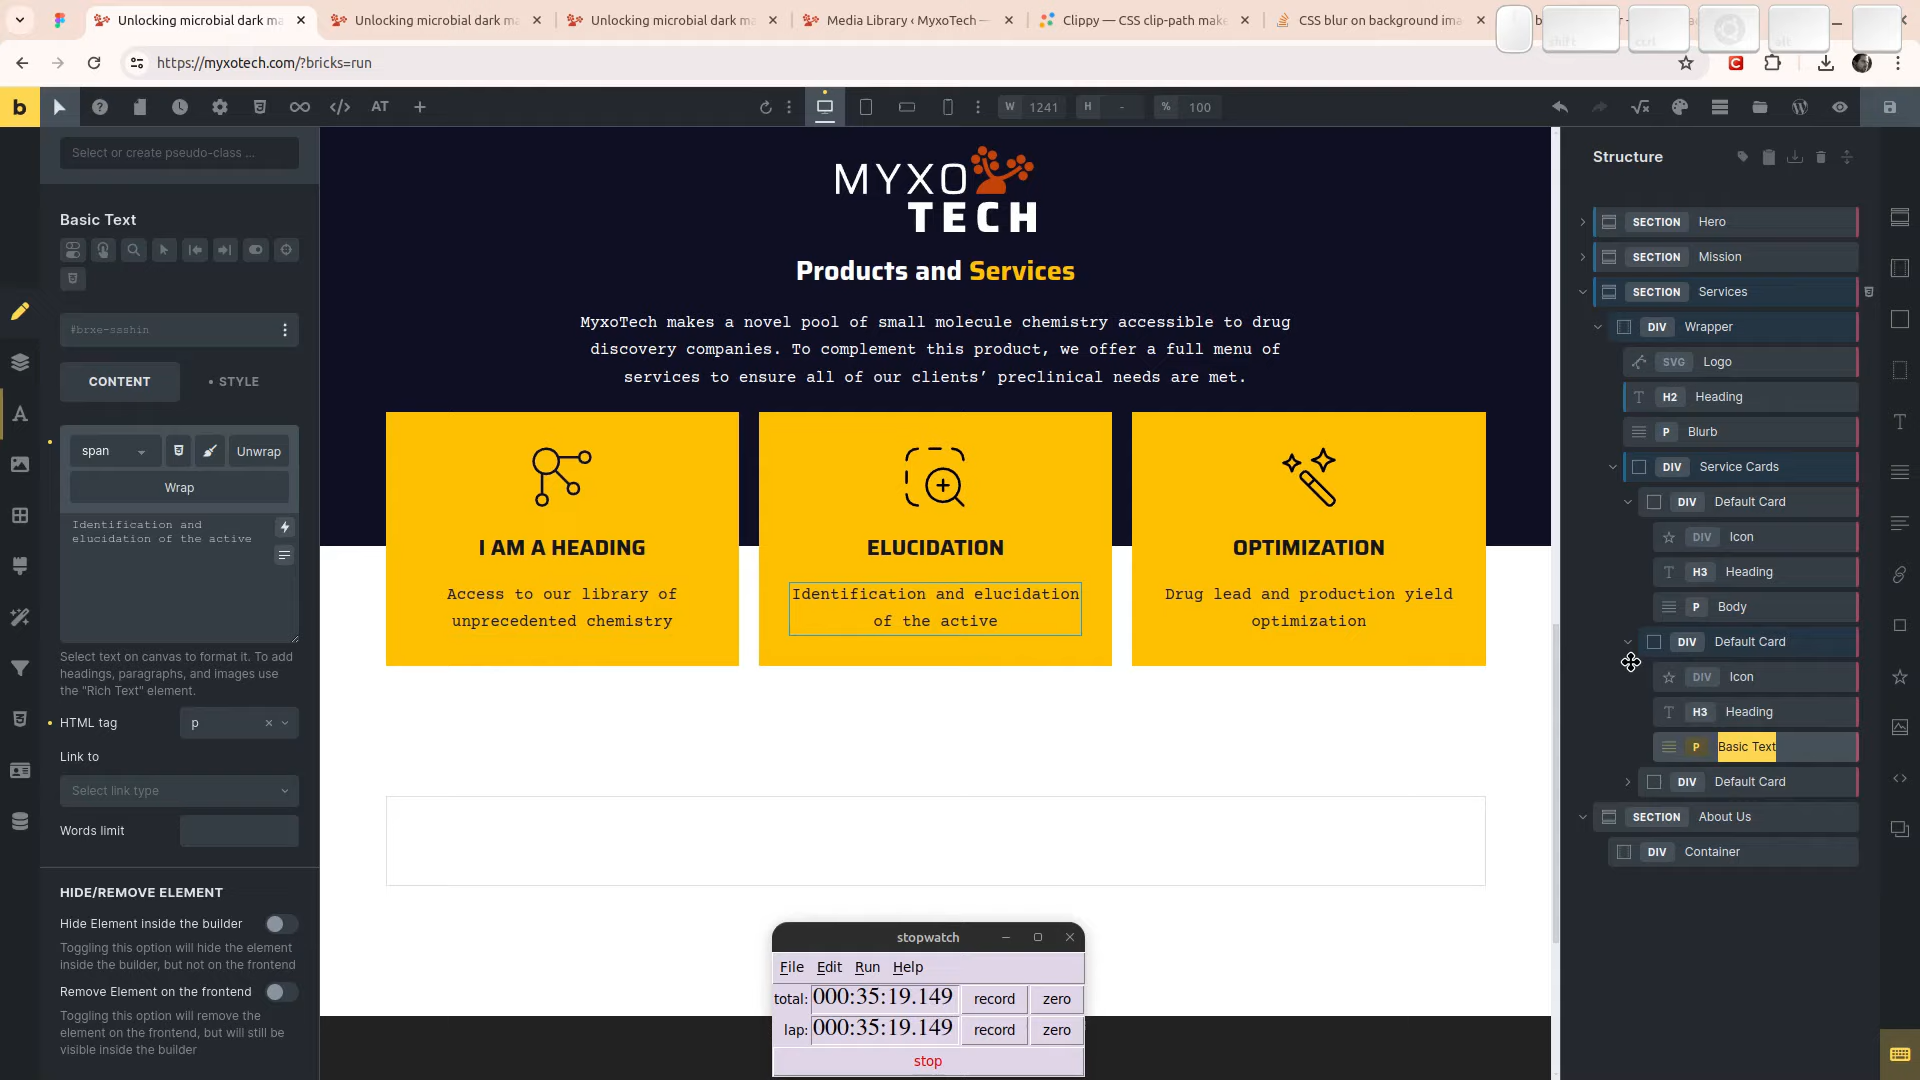 Unlocking microbial dark ma
Unlocking microbial dark ma
Unlocking microbial dark ma
Media Library ‹ MyxoTech —
Clippy — CSS clip-path make
CSS blur on background ima
shift
ctrl
alt
https://myxotech.com/?bricks=run
b
AT
W 1241
H -
% 100
Select or create pseudo-class ...
Basic Text
#brxe-sashin
CONTENT
STYLE
span
Unwrap
Wrap
Identification and
elucidation of the active
Select text on canvas to format it. To add
headings, paragraphs, and images use
the "Rich Text" element.
HTML tag
p
Link to
Select link type
Words limit
HIDE/REMOVE ELEMENT
Hide Element inside the builder
Toggling this option will hide the element
inside the builder, but not on the frontend
Remove Element on the frontend
Toggling this option will remove the
element on the frontend, but will still be
visible inside the builder
MYXO
TECH
Products and Services
MyxoTech makes a novel pool of small molecule chemistry accessible to drug
discovery companies. To complement this product, we offer a full menu of
services to ensure all of our clients’ preclinical needs are met.
I AM A HEADING
Access to our library of
unprecedented chemistry
ELUCIDATION
Identification and elucidation
of the active
OPTIMIZATION
Drug lead and production yield
optimization
stopwatch
File Edit Run Help
total: 000:35:19.149 record zero
lap: 000:35:19.149 record zero
stop
Structure
SECTION Hero
SECTION Mission
SECTION Services
DIV Wrapper
SVG Logo
H2 Heading
P Blurb
DIV Service Cards
DIV Default Card
DIV Icon
H3 Heading
P Body
DIV Default Card
DIV Icon
H3 Heading
P Basic Text
DIV Default Card
SECTION About Us
DIV Container